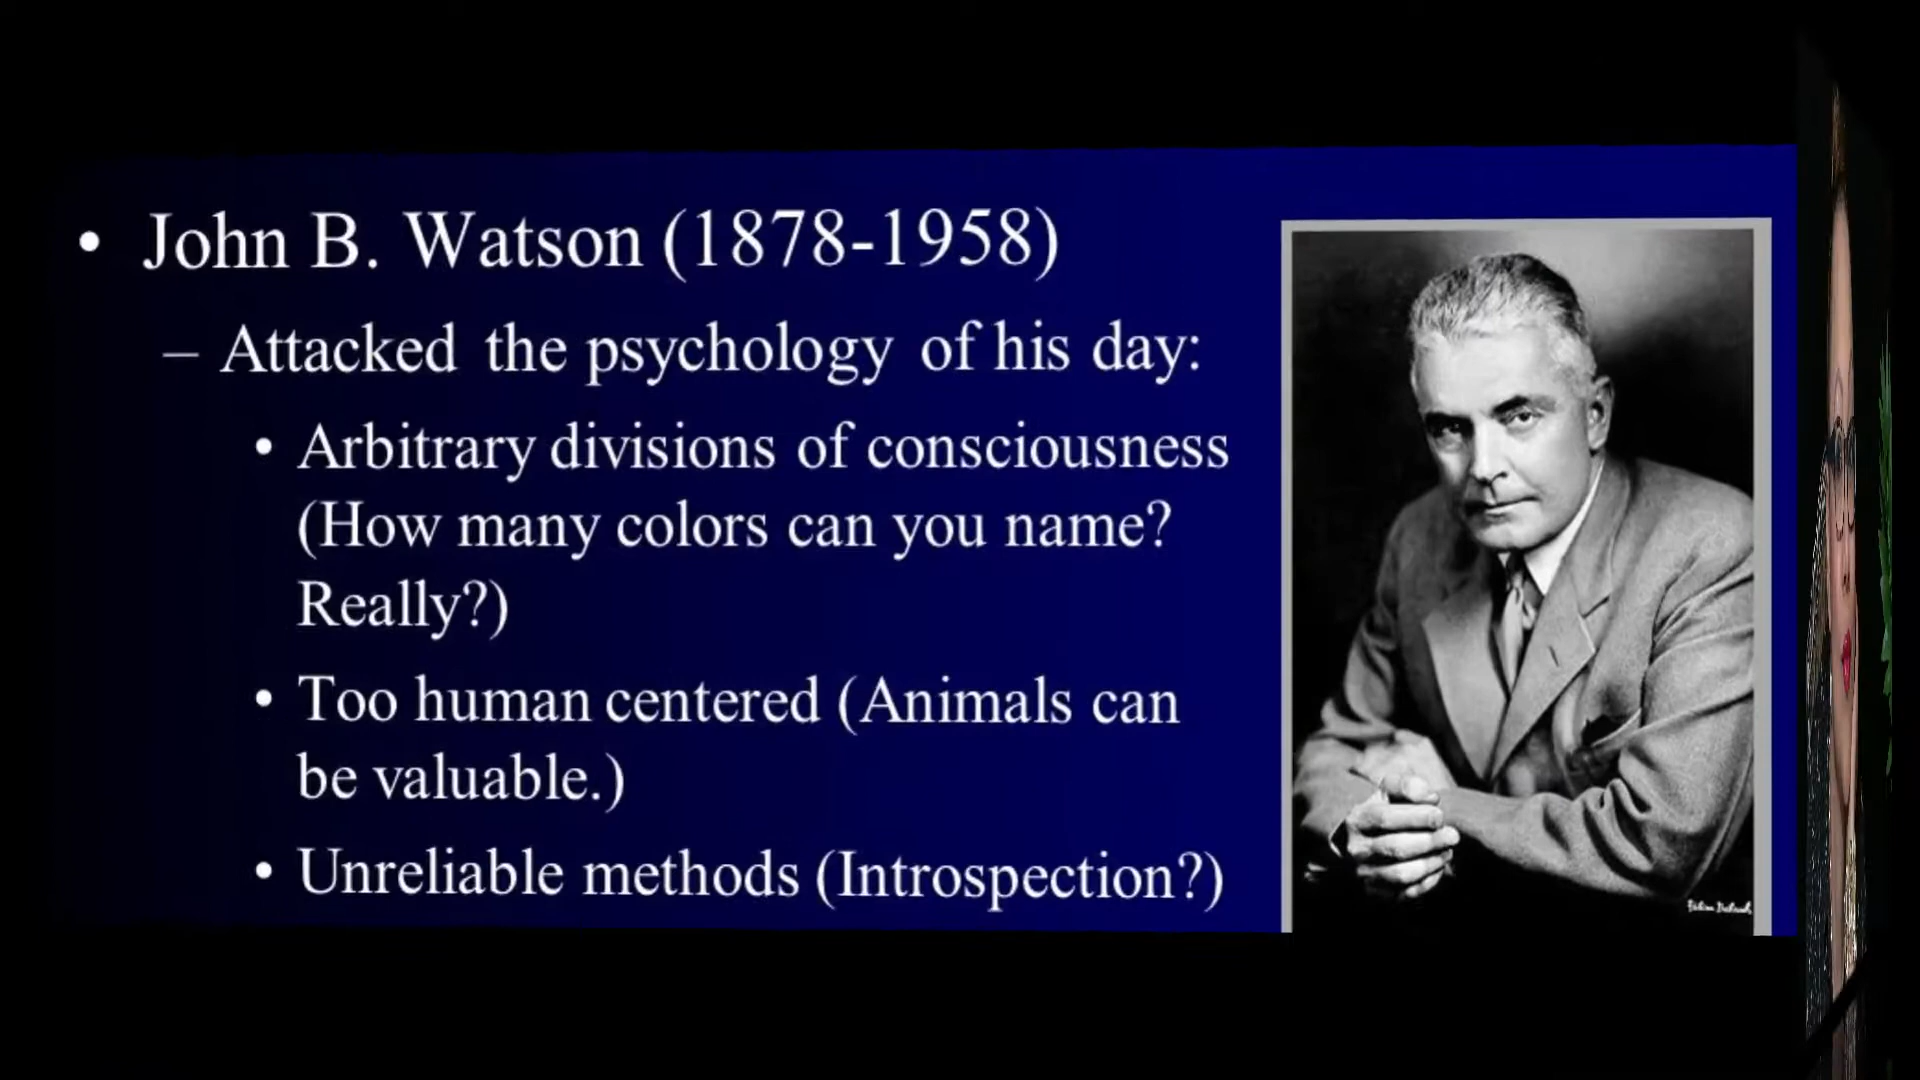 • John B. Watson (1878-1958)
– Attacked the psychology of his day:
• Arbitrary divisions of consciousness
(How many colors can you name?
Really?)
• Too human centered (Animals can
be valuable.)
• Unreliable methods (Introspection?)